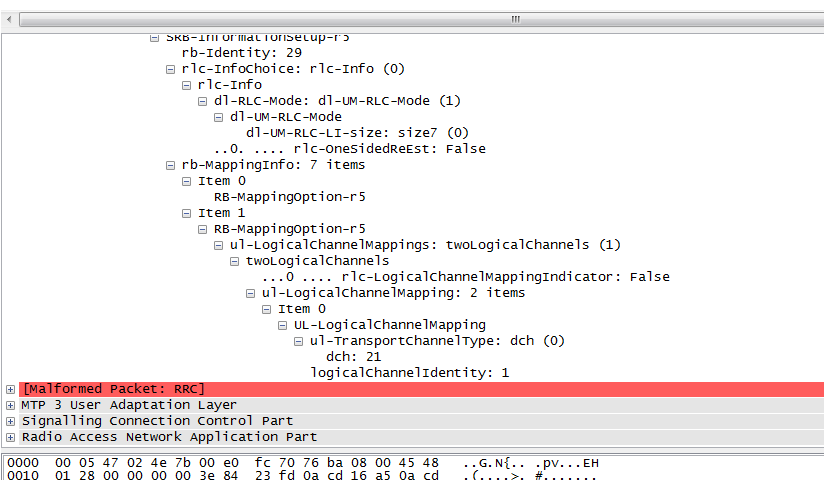 SRB-InformationSetup-r5
rb-Identity: 29
rlc-InfoChoice: rlc-Info (0)
rlc-Info
dl-RLC-Mode: dl-UM-RLC-Mode (1)
dl-UM-RLC-Mode
dl-UM-RLC-LI-size: size7 (0)
..0. .... rlc-OneSidedReEst: False
rb-MappingInfo: 7 items
Item 0
RB-MappingOption-r5
Item 1
RB-MappingOption-r5
ul-LogicalChannelMappings: twoLogicalChannels (1)
twoLogicalChannels
...0 .... rlc-LogicalChannelMappingIndicator: False
ul-LogicalChannelMapping: 2 items
Item 0
UL-LogicalChannelMapping
ul-TransportChannelType: dch (0)
dch: 21
logicalChannelIdentity: 1
[Malformed Packet: RRC]
MTP 3 User Adaptation Layer
Signalling Connection Control Part
Radio Access Network Application Part
0000  00 05 47 02 4e 7b 00 e0  fc 70 76 ba 08 00 45 48  ..G.N{.. .pv...EH
0010  01 28 00 00 00 00 3e 84  23 fd 0a cd 16 a5 0a cd  .(....>. #.......